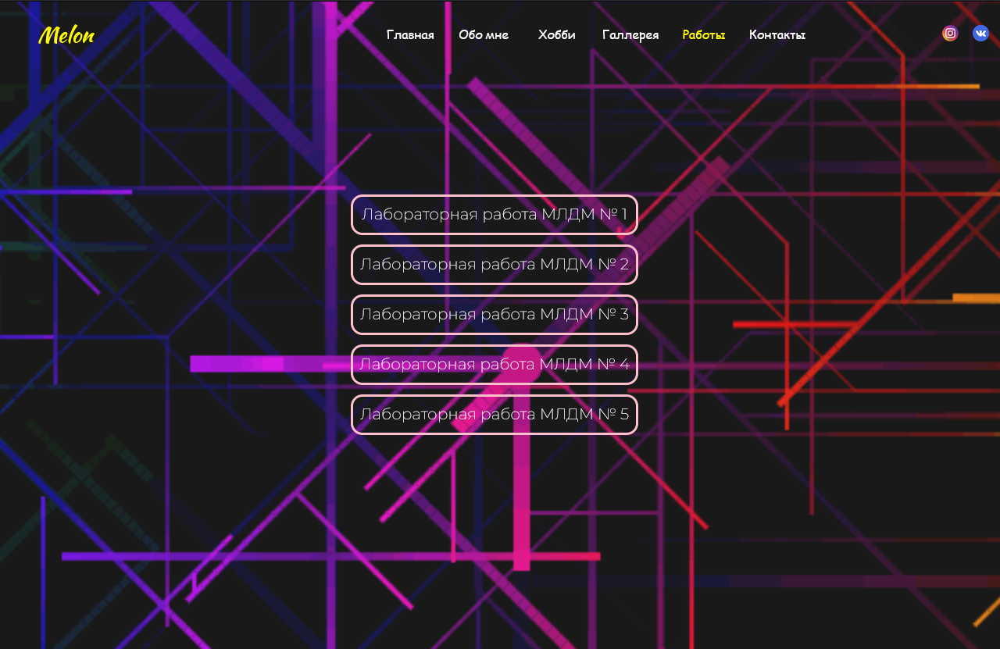 Melon
Главная Обо мне Хобби Галлерея Работы Контакты
Лабораторная работа МЛДМ № 1
Лабораторная работа МЛДМ № 2
Лабораторная работа МЛДМ № 3
Лабораторная работа МЛДМ № 4
Лабораторная работа МЛДМ № 5